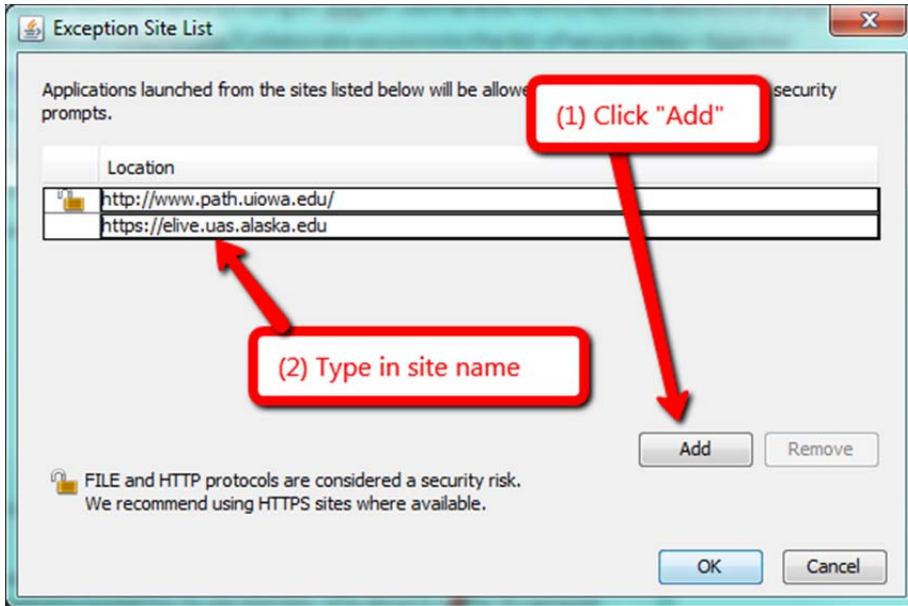 Exception Site List
Applications launched from the sites listed below will be allowe security
prompts.
(1) Click "Add"
Location
http://www.path.uiowa.edu/
https://elive.uas.alaska.edu
(2) Type in site name
Add Remove
FILE and HTTP protocols are considered a security risk.
We recommend using HTTPS sites where available.
OK Cancel